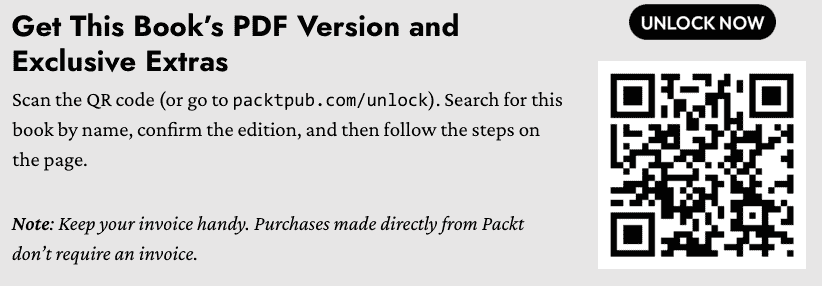 Get This Book’s PDF Version and
Exclusive Extras
Scan the QR code (or go to packtpub.com/unlock). Search for this
book by name, confirm the edition, and then follow the steps on
the page.
Note: Keep your invoice handy. Purchases made directly from Packt
don’t require an invoice.
UNLOCK NOW